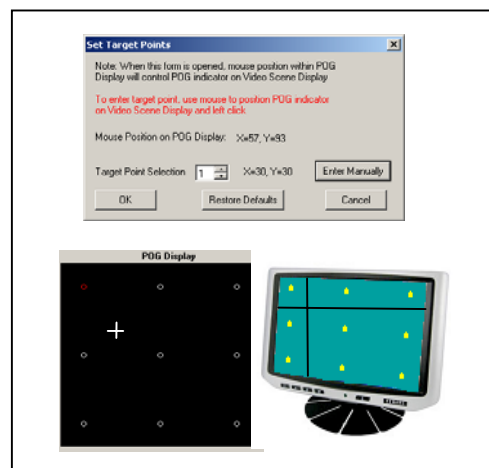 Set Target Points
Note: When this form is opened, mouse position within POG
Display will control POG indicator on Video Scene Display
To enter target point, use mouse to position POG indicator
on Video Scene Display and left click
Mouse Position on POG Display: X=57, Y=93
Target Point Selection 1 X=30, Y=30 Enter Manually
OK Restore Defaults Cancel
POG Display